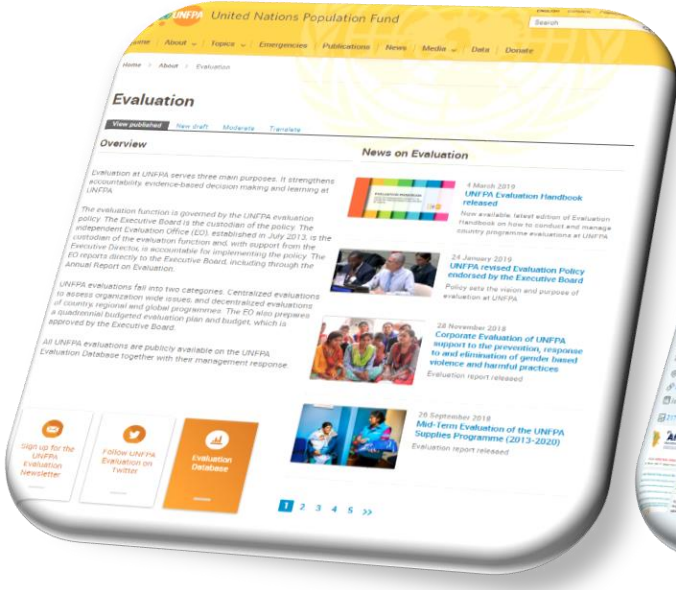 UNFPA United Nations Population Fund
ENGLISH
Search
Home About Topics Emergencies Publications News Media Data Donate
Home > About > Evaluation
Evaluation
View published New draft Moderate Translate
Overview
Evaluation at UNFPA serves three main purposes. It strengthens
accountability, evidence-based decision making and learning at
UNFPA.
The evaluation function is governed by the UNFPA evaluation
policy. The Executive Board is the custodian of the policy. The
independent Evaluation Office (EO), established in July 2013, is the
custodian of the evaluation function and, with support from the
Executive Director, is accountable for implementing the policy. The
EO reports directly to the Executive Board, including through the
Annual Report on Evaluation.
UNFPA evaluations fall into two categories. Centralized evaluations
to assess organization wide issues, and decentralized evaluations
of country, regional and global programmes. The EO also prepares
a quadrennial budgeted evaluation plan and budget, which is
approved by the Executive Board.
All UNFPA evaluations are publicly available on the UNFPA
Evaluation Database together with their management response.
Sign up for the
UNFPA
Evaluation
Newsletter
Follow UNFPA
Evaluation on
Twitter
Evaluation
Database
News on Evaluation
4 March 2019
UNFPA Evaluation Handbook
released
Now available, latest edition of Evaluation
Handbook on how to conduct and manage
country programme evaluations at UNFPA
24 January 2019
UNFPA revised Evaluation Policy
endorsed by the Executive Board
Policy sets the vision and purpose of
evaluation at UNFPA
28 November 2018
Corporate Evaluation of UNFPA
support to the prevention, response
to and elimination of gender based
violence and harmful practices
Evaluation report released
26 September 2018
Mid-Term Evaluation of the UNFPA
Supplies Programme (2013-2020)
Evaluation report released
1 2 3 4 5 >>